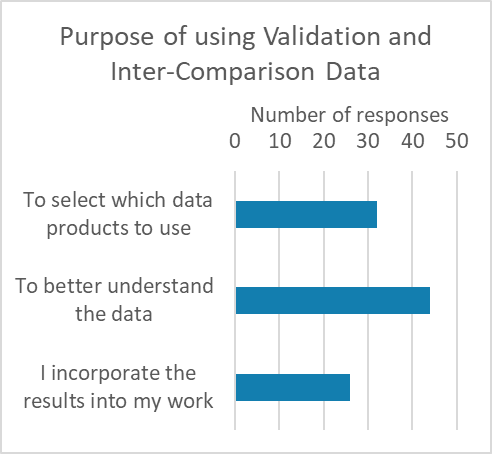 Purpose of using Validation and
Inter-Comparison Data
Number of responses
0 10 20 30 40 50
To select which data
products to use
To better understand
the data
I incorporate the
results into my work